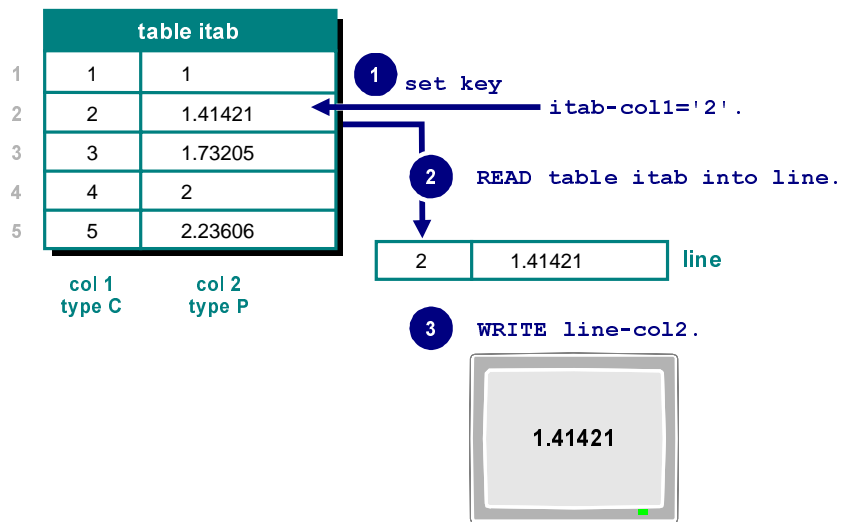 table itab
1 1 1
2 2 1.41421
3 3 1.73205
4 4 2
5 5 2.23606
col 1 col 2
type C type P
1 set key
itab-col1='2'.
2 READ table itab into line.
2 1.41421 line
3 WRITE line-col2.
1.41421